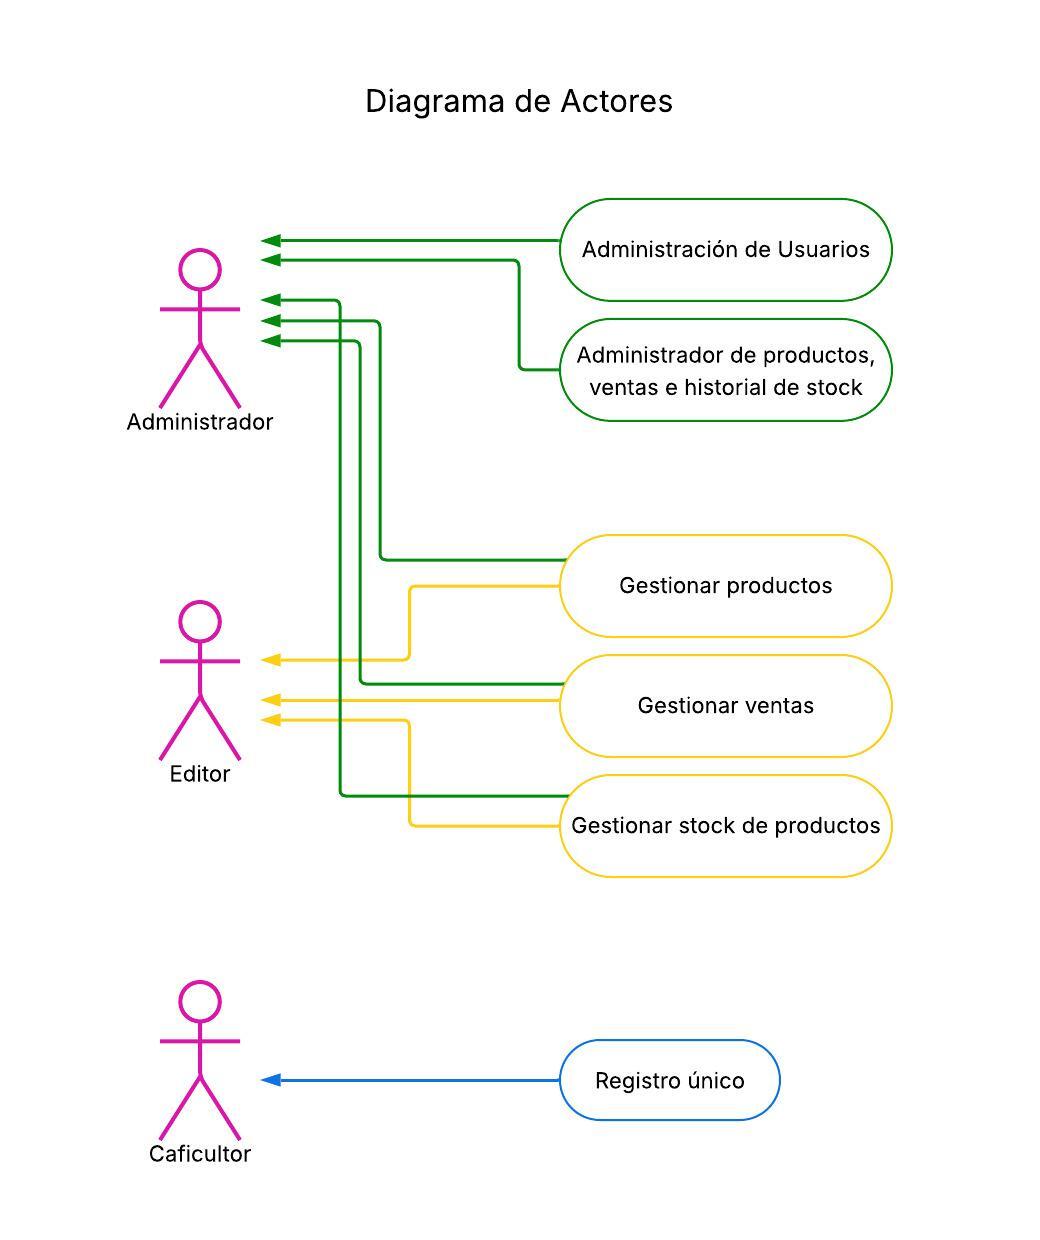 Diagrama de Actores
Administración de Usuarios
Administrador de productos,
ventas e historial de stock
Administrador
Gestionar productos
Gestionar ventas
Editor
Gestionar stock de productos
Registro único
Caficultor